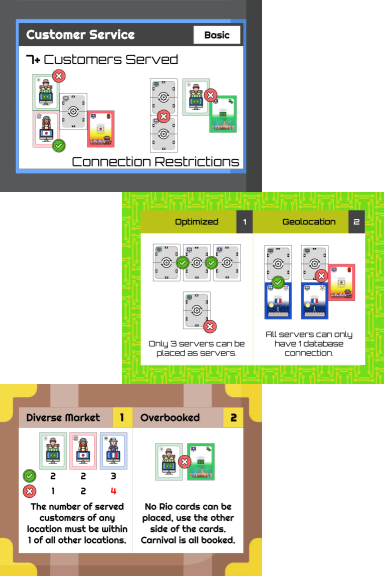 Customer Service
Basic
7+ Customers Served
Connection Restrictions
Optimized 1
Geolocation 2
Only 3 servers can be
placed as servers.
All servers can only
have 1 database
connection.
Diverse Market 1
Overbooked 2
2 2 3
1 2 4
The number of served
customers of any
location must be within
1 of all other locations.
No Rio cards can be
placed, use the other
side of the cards.
Carnival is all booked.